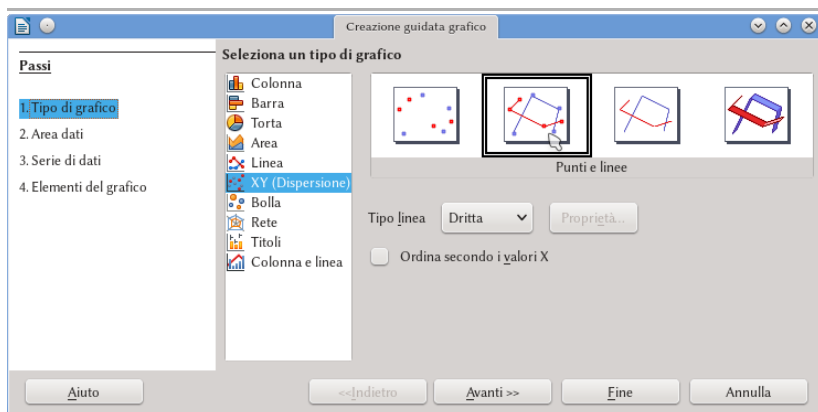 Creazione guidata grafico
Passi
1. Tipo di grafico
2. Area dati
3. Serie di dati
4. Elementi del grafico
Seleziona un tipo di grafico
Colonna
Barra
Torta
Area
Linea
XY (Dispersione)
Bolla
Rete
Titoli
Colonna e linea
Punti e linee
Tipo linea Dritta Proprietà...
Ordina secondo i valori X
Aiuto <<Indietro Avanti >> Fine Annulla